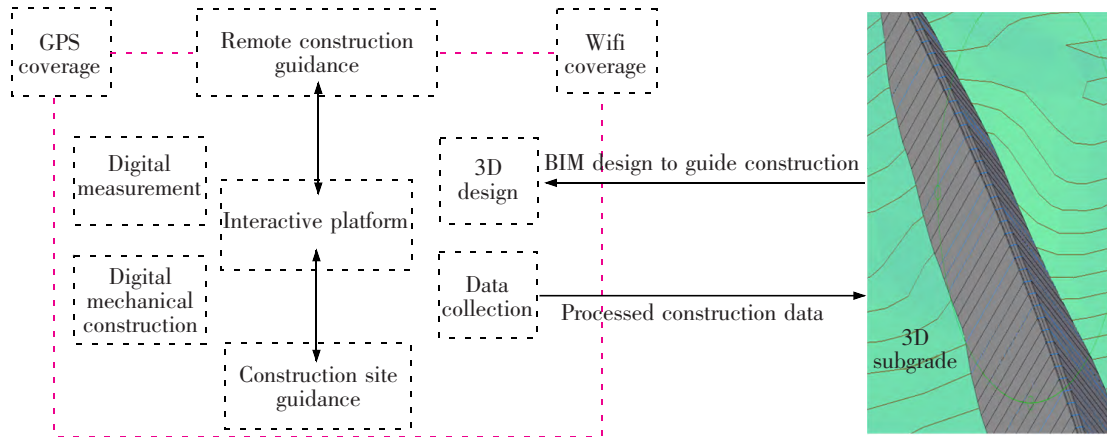 GPS
coverage
Remote construction
guidance
Wifi
coverage
Digital
measurement
3D
design
BIM design to guide construction
Interactive platform
Digital
mechanical
construction
Data
collection
Processed construction data
Construction site
guidance
3D
subgrade